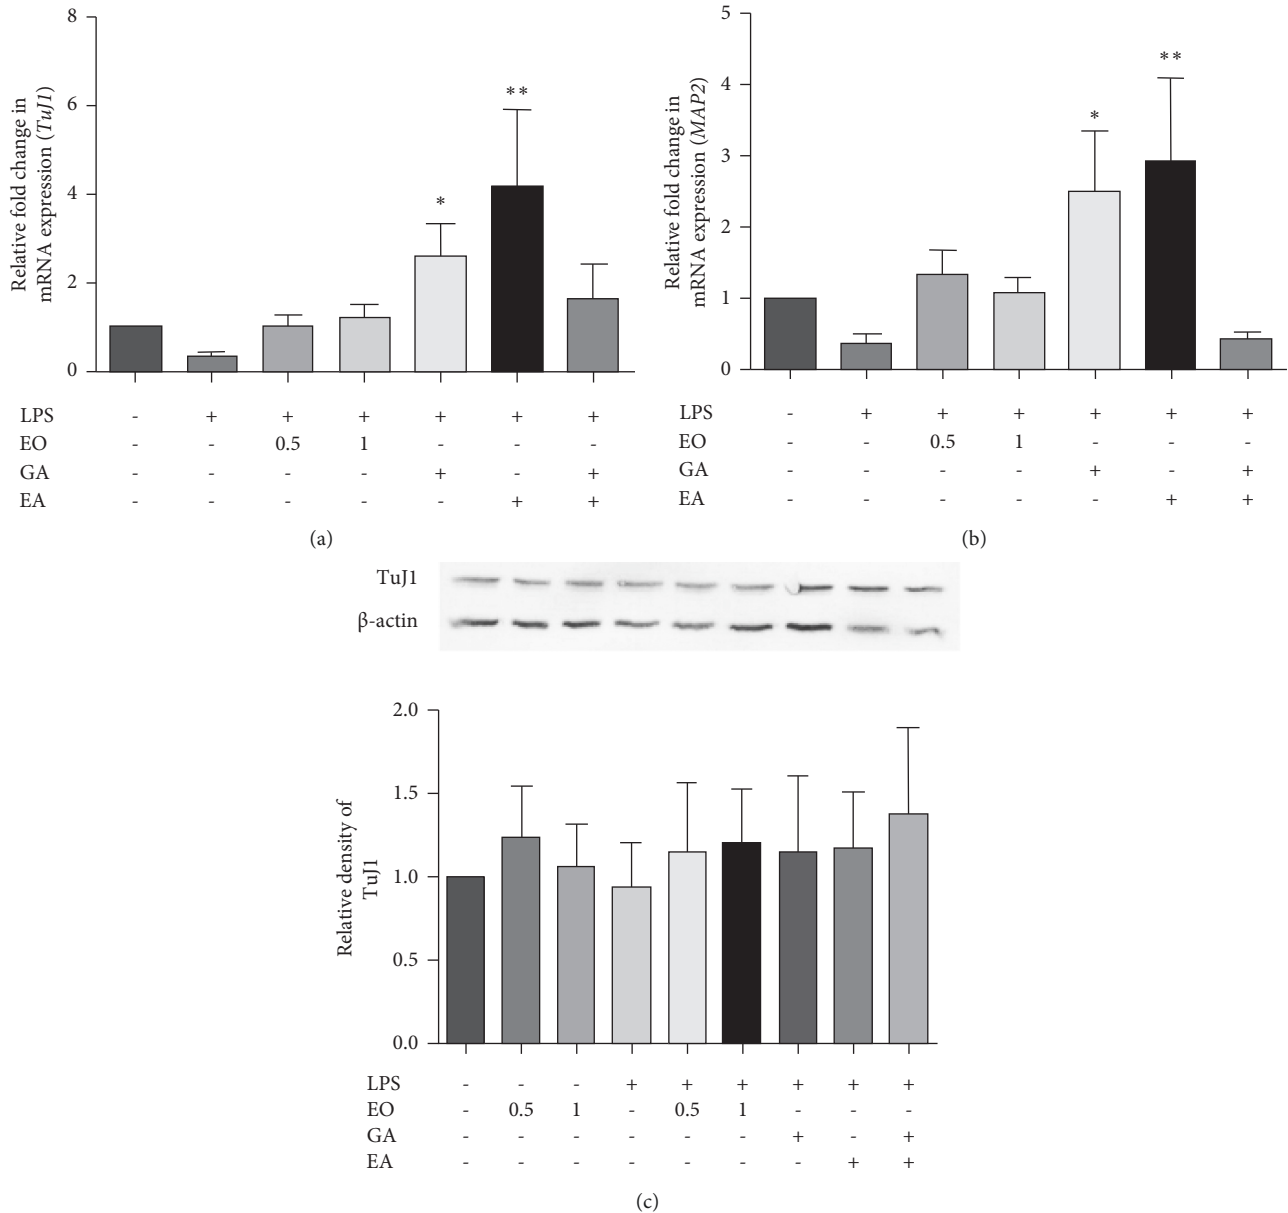 Relative fold change in
mRNA expression (TuJ1)
8
6
4
2
0
*
**
LPS - + + + + + +
EO - - 0.5 1 - - -
GA - - - - + - +
EA - - - - - + +
(a)
Relative fold change in
mRNA expression (MAP2)
5
4
3
2
1
0
*
**
LPS - + + + + + +
EO - - 0.5 1 - - -
GA - - - - + - +
EA - - - - - + +
(b)
TuJ1
β-actin
Relative density of
TuJ1
2.0
1.5
1.0
0.5
0.0
LPS - - - + + + + + +
EO - 0.5 1 - 0.5 1 - - -
GA - - - - - - + - +
EA - - - - - - - + +
(c)